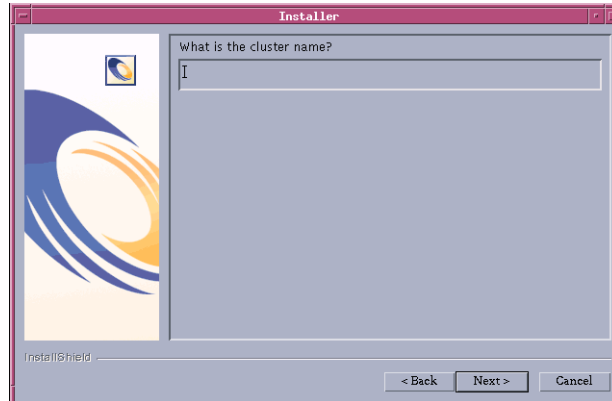 Installer
What is the cluster name?
InstallShield
< Back Next > Cancel